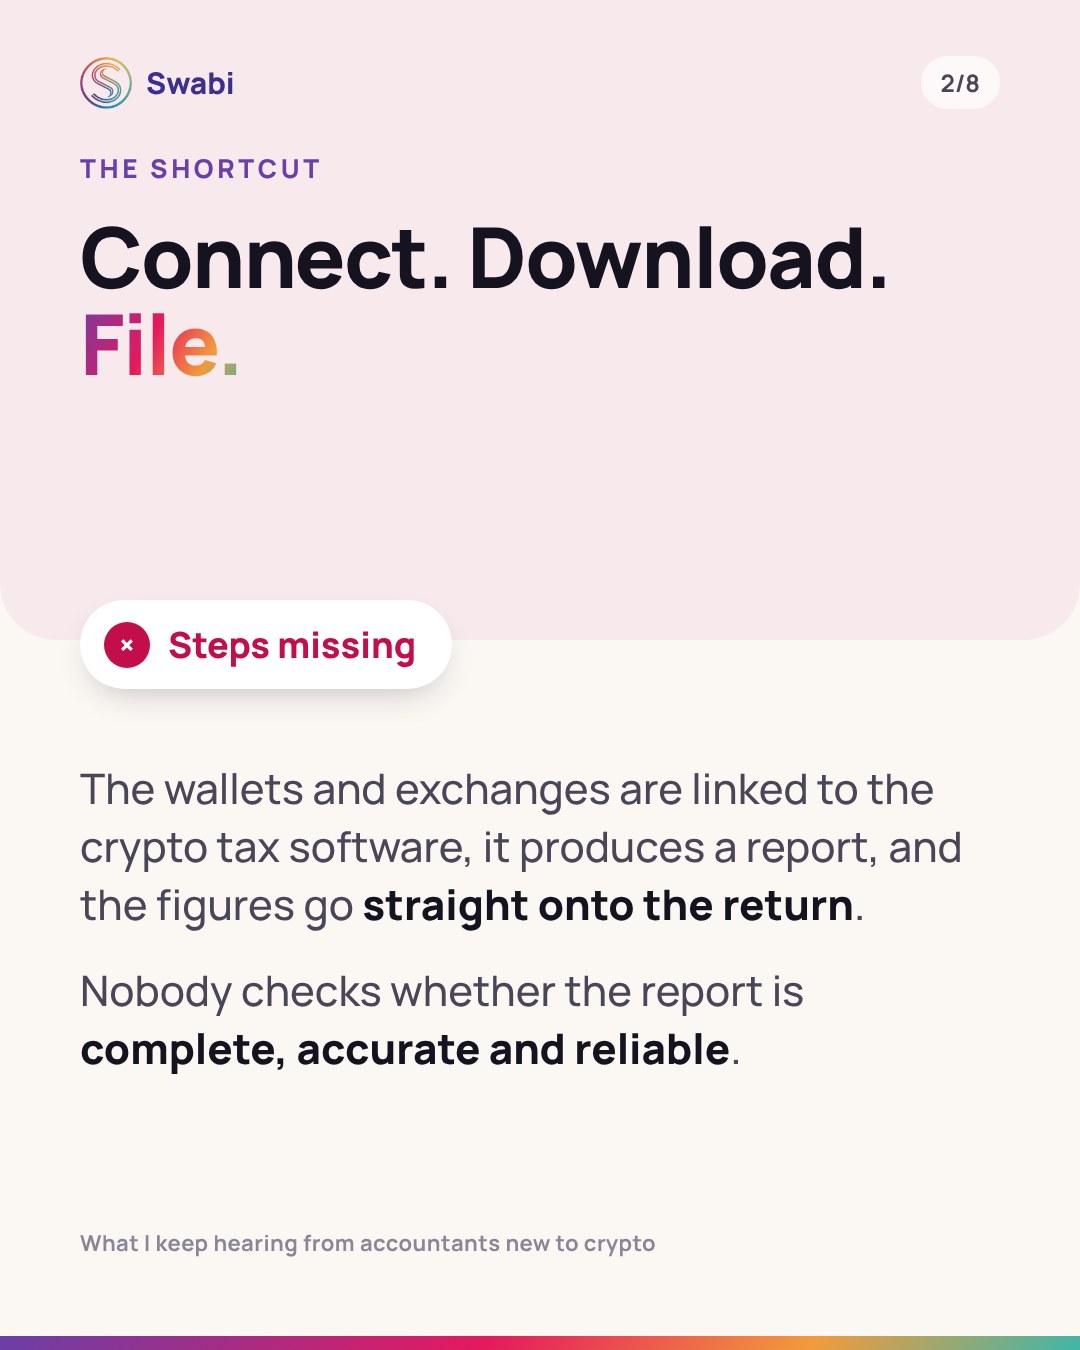 Swabi
2/8
THE SHORTCUT
Connect. Download.
File.
Steps missing
The wallets and exchanges are linked to the
crypto tax software, it produces a report, and
the figures go straight onto the return.
Nobody checks whether the report is
complete, accurate and reliable.
What I keep hearing from accountants new to crypto